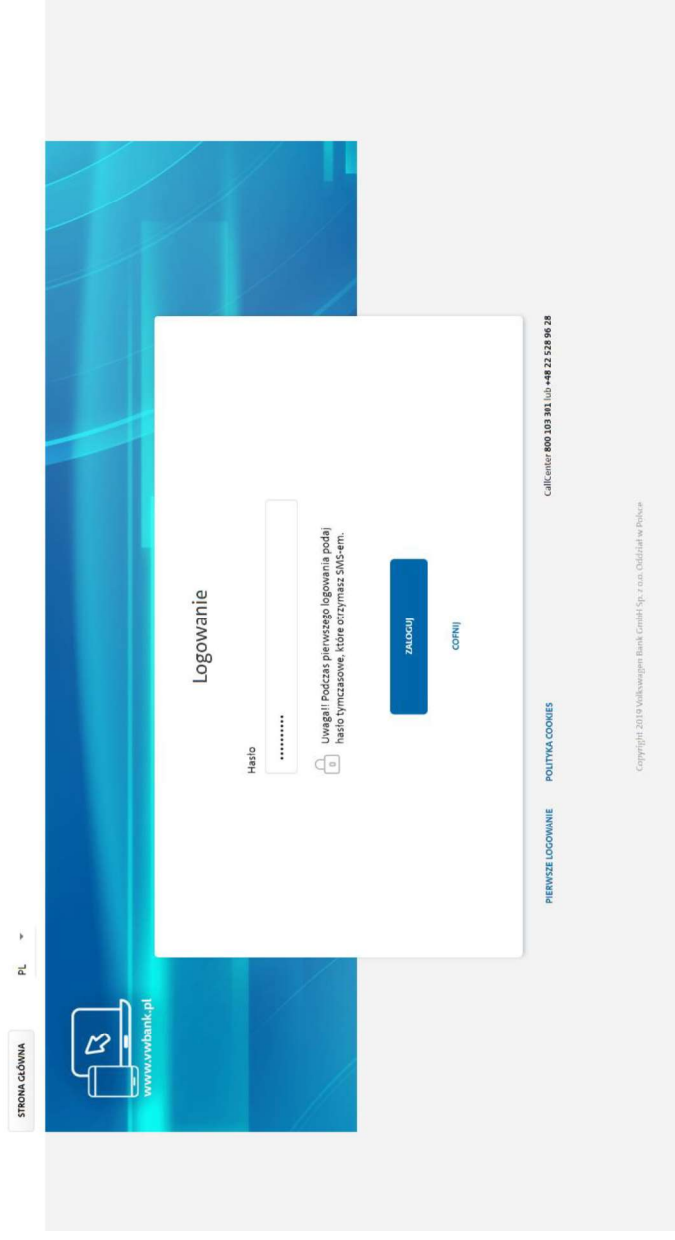 STRONA GŁÓWNA
PL
www.vwbank.pl
Logowanie
Hasło
••••••••••
Uwaga!! Podczas pierwszego logowania podaj
hasło tymczasowe, które otrzymasz SMS-em.
ZALOGUJ
COFNIJ
PIERWSZE LOGOWANIE POLITYKA COOKIES CallCenter 800 103 301 lub +48 22 528 96 28
Copyright 2019 Volkswagen Bank GmbH Sp. z o.o. Oddział w Polsce